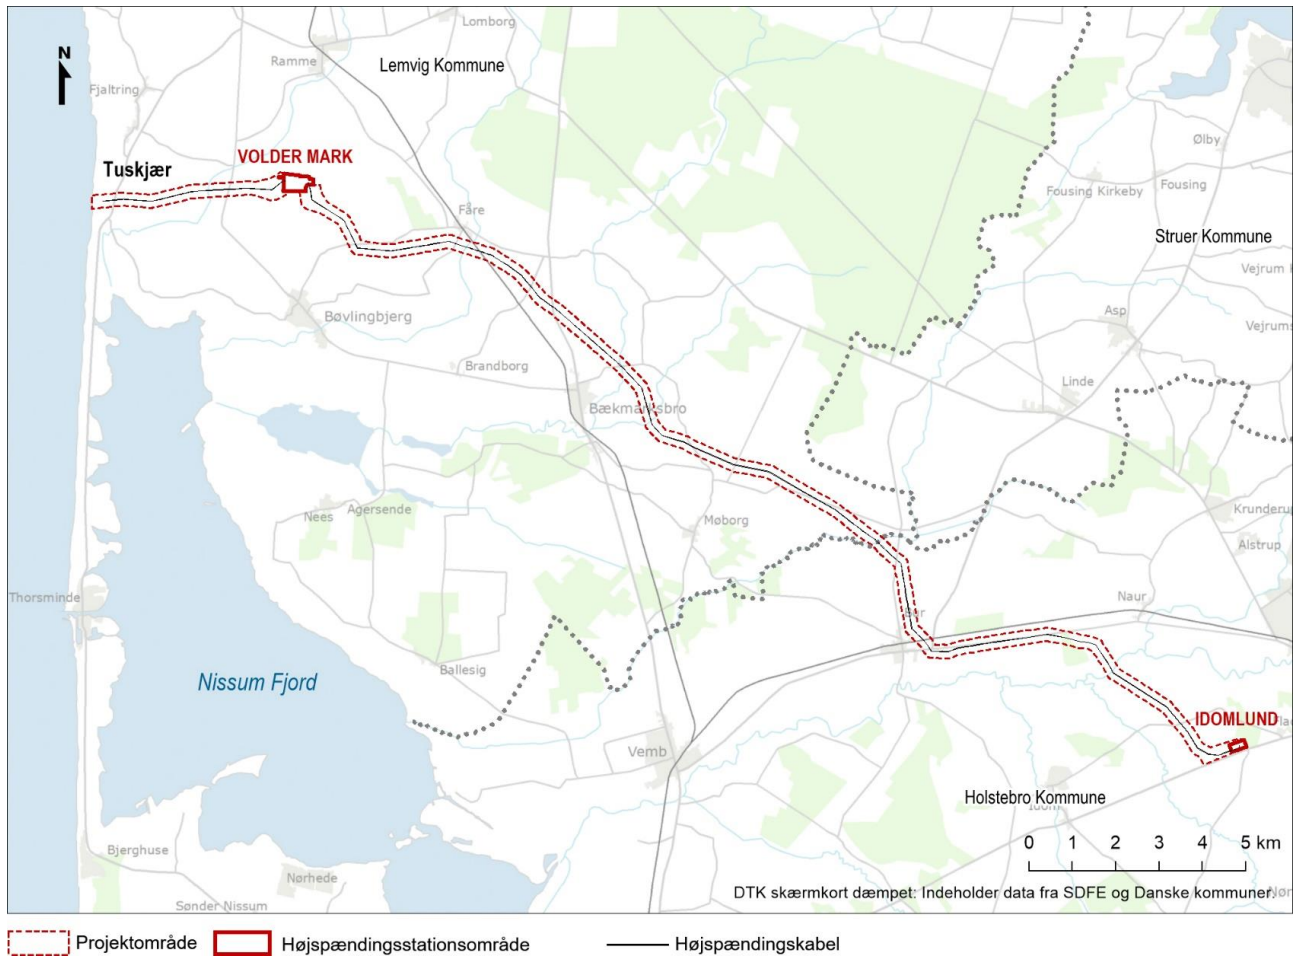 Lomborg
N
Ramme
Lemvig Kommune
Fjaltring
Ølby
Tuskjær
VOLDER MARK
Fousing Kirkeby
Fousing
Fåre
Struer Kommune
Vejrum
Bøvlingbjerg
Asp
Vejrums
Brandborg
Linde
Bækmarksbro
Nees
Agersende
Møborg
Krunderup
Alstrup
Thorsminde
Naur
Bur
Ballesig
Nissum Fjord
IDOMLUND
Vemb
Holstebro Kommune
Idom
Bjerghuse
0 1 2 3 4 5 km
Nørhede
DTK skærmkort dæmpet: Indeholder data fra SDFE og Danske kommuner.
Sønder Nissum
Projektområde
Højspændingsstationsområde
Højspændingskabel